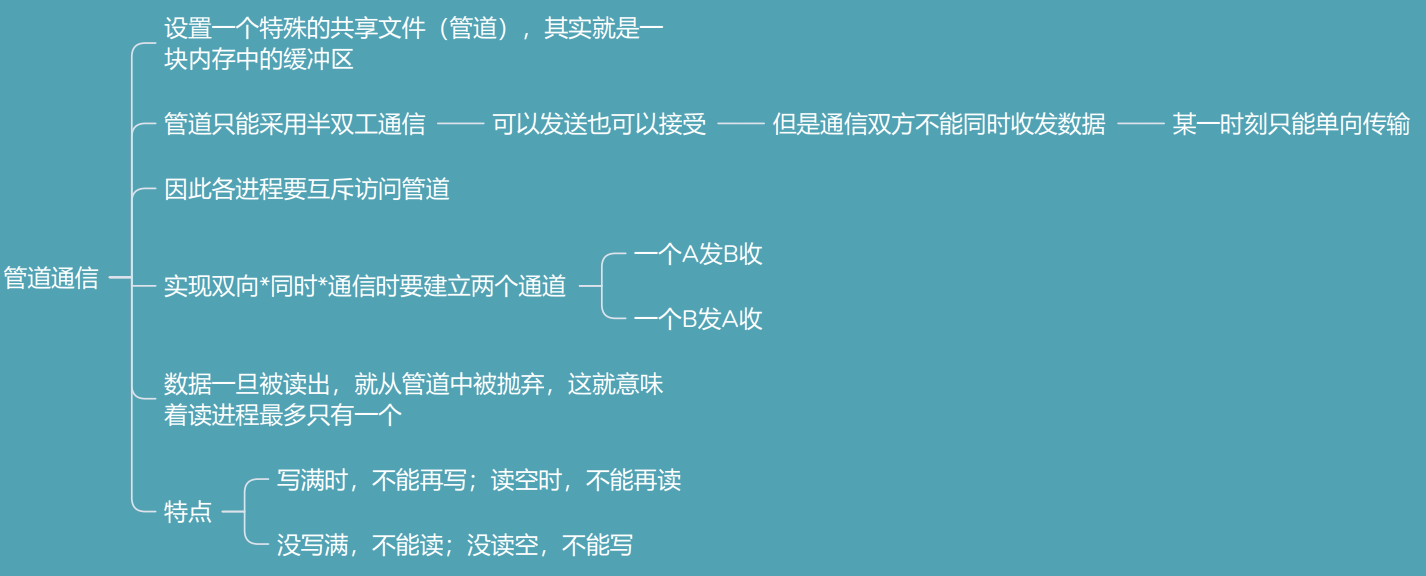 设置一个特殊的共享文件（管道），其实就是一
块内存中的缓冲区
管道只能采用半双工通信
可以发送也可以接受
但是通信双方不能同时收发数据
某一时刻只能单向传输
因此各进程要互斥访问管道
管道通信
实现双向*同时*通信时要建立两个通道
一个A发B收
一个B发A收
数据一旦被读出，就从管道中被抛弃，这就意味
着读进程最多只有一个
特点
写满时，不能再写；读空时，不能再读
没写满，不能读；没读空，不能写